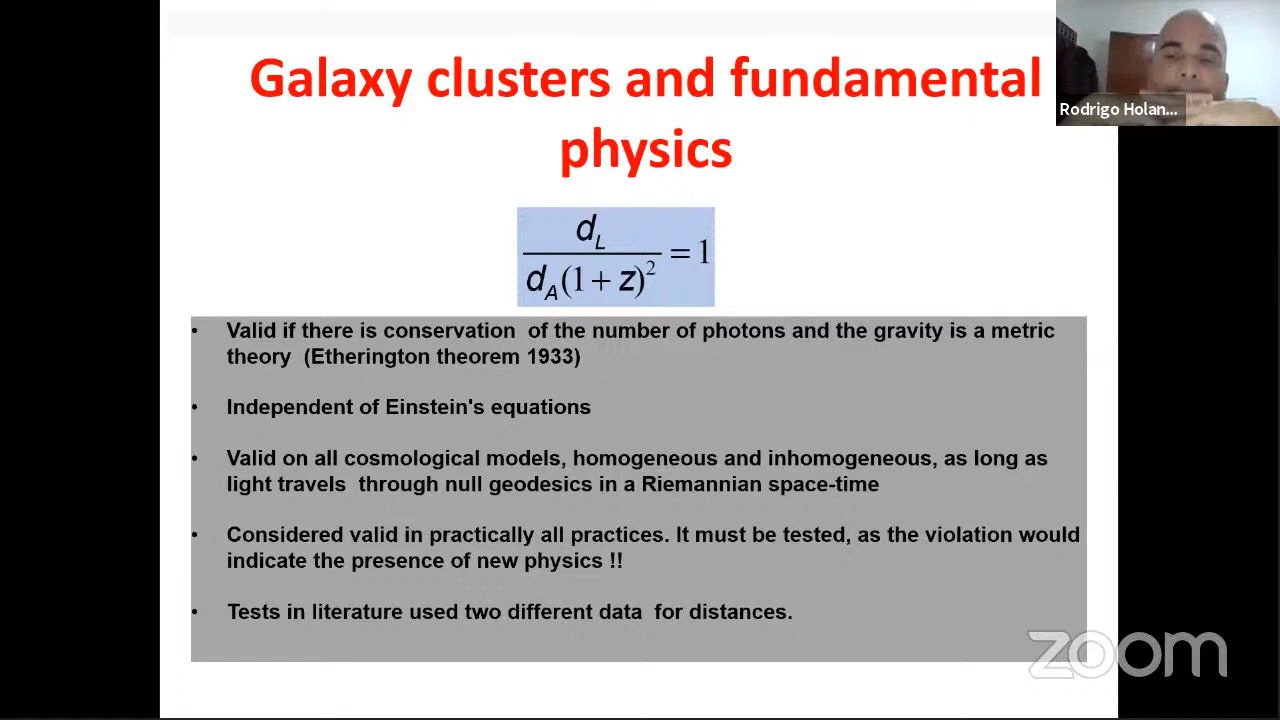 Galaxy clusters and fundamental
physics
Rodrigo Holan...
d_L / d_A(1 + z)^2 = 1
• Valid if there is conservation of the number of photons and the gravity is a metric
theory (Etherington theorem 1933)
• Independent of Einstein's equations
• Valid on all cosmological models, homogeneous and inhomogeneous, as long as
light travels through null geodesics in a Riemannian space-time
• Considered valid in practically all practices. It must be tested, as the violation would
indicate the presence of new physics !!
• Tests in literature used two different data for distances.
zoom